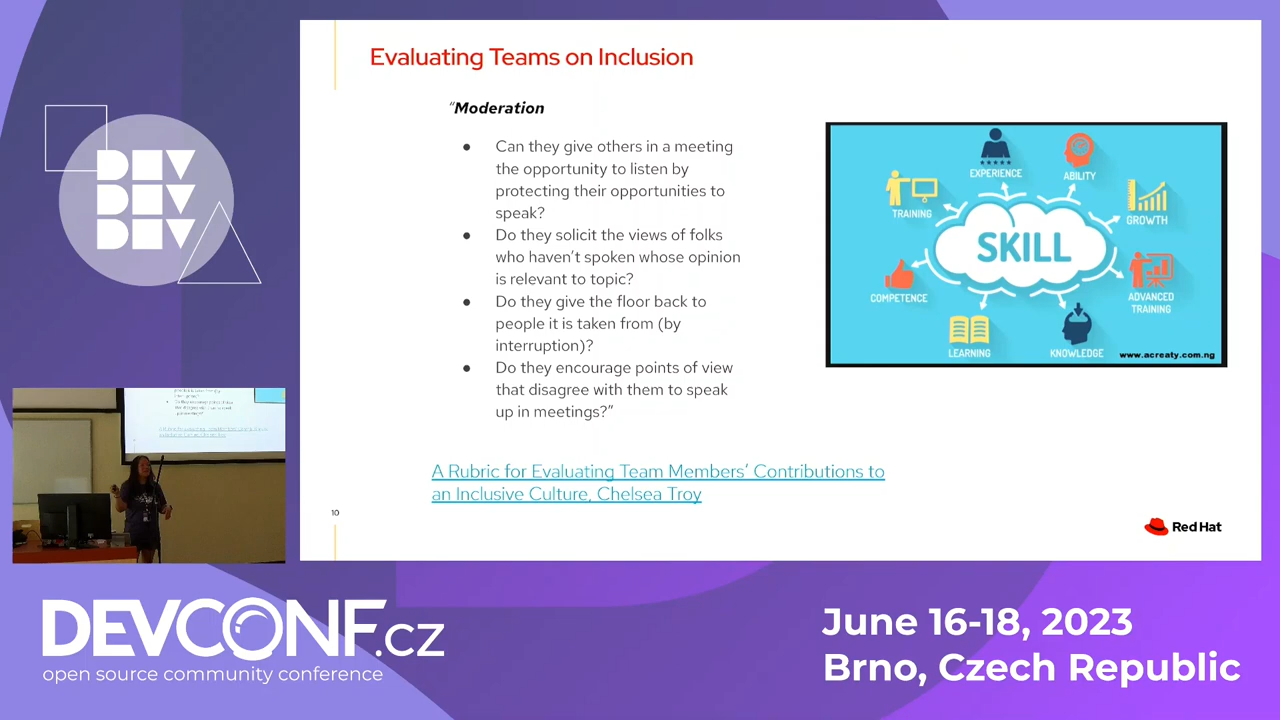 DEV
DEV
DEV
Evaluating Teams on Inclusion
“Moderation
● Can they give others in a meeting
the opportunity to listen by
protecting their opportunities to
speak?
● Do they solicit the views of folks
who haven’t spoken whose opinion
is relevant to topic?
● Do they give the floor back to
people it is taken from (by
interruption)?
● Do they encourage points of view
that disagree with them to speak
up in meetings?”
A Rubric for Evaluating Team Members’ Contributions to
an Inclusive Culture, Chelsea Troy
EXPERIENCE
ABILITY
TRAINING
GROWTH
SKILL
COMPETENCE
ADVANCED
TRAINING
LEARNING
KNOWLEDGE
www.acreaty.com.ng
10
Red Hat
DEVCONF.cz
open source community conference
June 16-18, 2023
Brno, Czech Republic